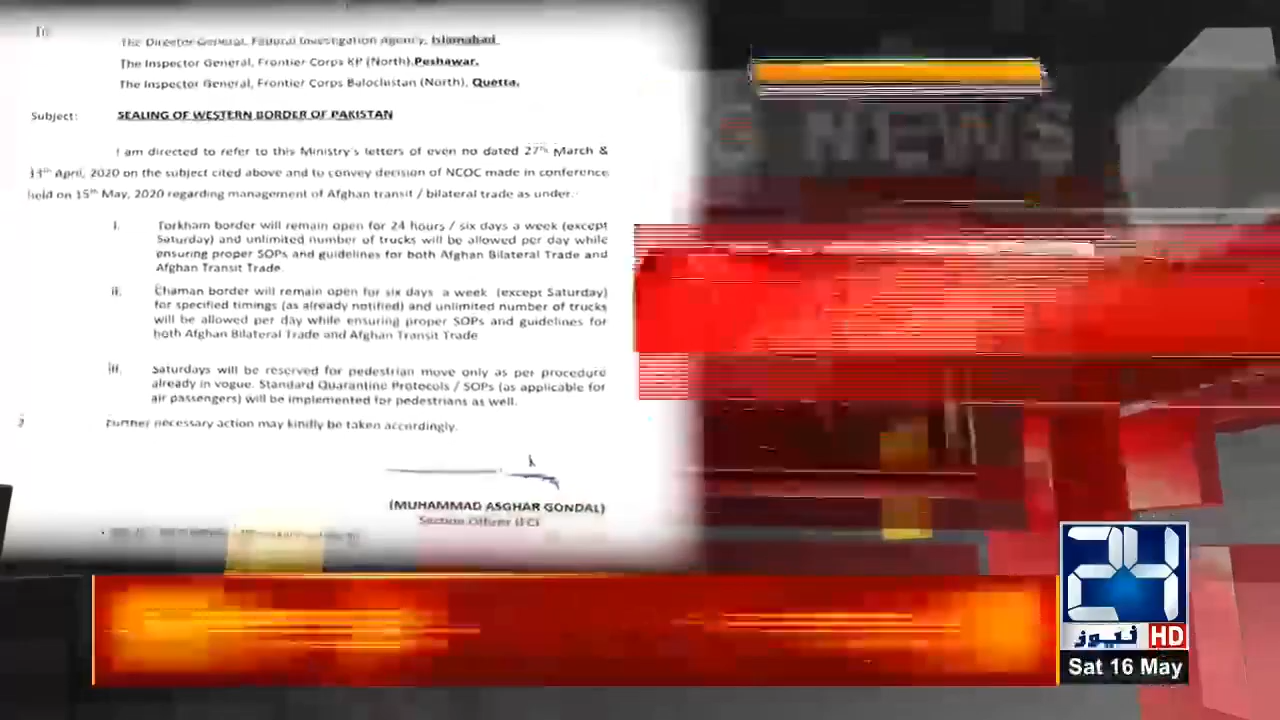 To
The Director General, Federal Investigation Agency, Islamabad.
The Inspector General, Frontier Corps KP (North),Peshawar.
The Inspector General, Frontier Corps Balochistan (North), Quetta.
Subject: SEALING OF WESTERN BORDER OF PAKISTAN
I am directed to refer to this Ministry's letters of even no dated 27th March &
13th April, 2020 on the subject cited above and to convey decision of NCOC made in conference
held on 15th May, 2020 regarding management of Afghan transit / bilateral trade as under:-
i. Torkham border will remain open for 24 hours / six days a week (except
Saturday) and unlimited number of trucks will be allowed per day while
ensuring proper SOPs and guidelines for both Afghan Bilateral Trade and
Afghan Transit Trade.
ii. Chaman border will remain open for six days a week (except Saturday)
for specified timings (as already notified) and unlimited number of trucks
will be allowed per day while ensuring proper SOPs and guidelines for
both Afghan Bilateral Trade and Afghan Transit Trade
iii. Saturdays will be reserved for pedestrian move only as per procedure
already in vogue. Standard Quarantine Protocols / SOPs (as applicable for
air passengers) will be implemented for pedestrians as well.
2 Further necessary action may kindly be taken accordingly.
(MUHAMMAD ASGHAR GONDAL)
Section Officer (FC)
NEWS
24
نیوز HD
Sat 16 May